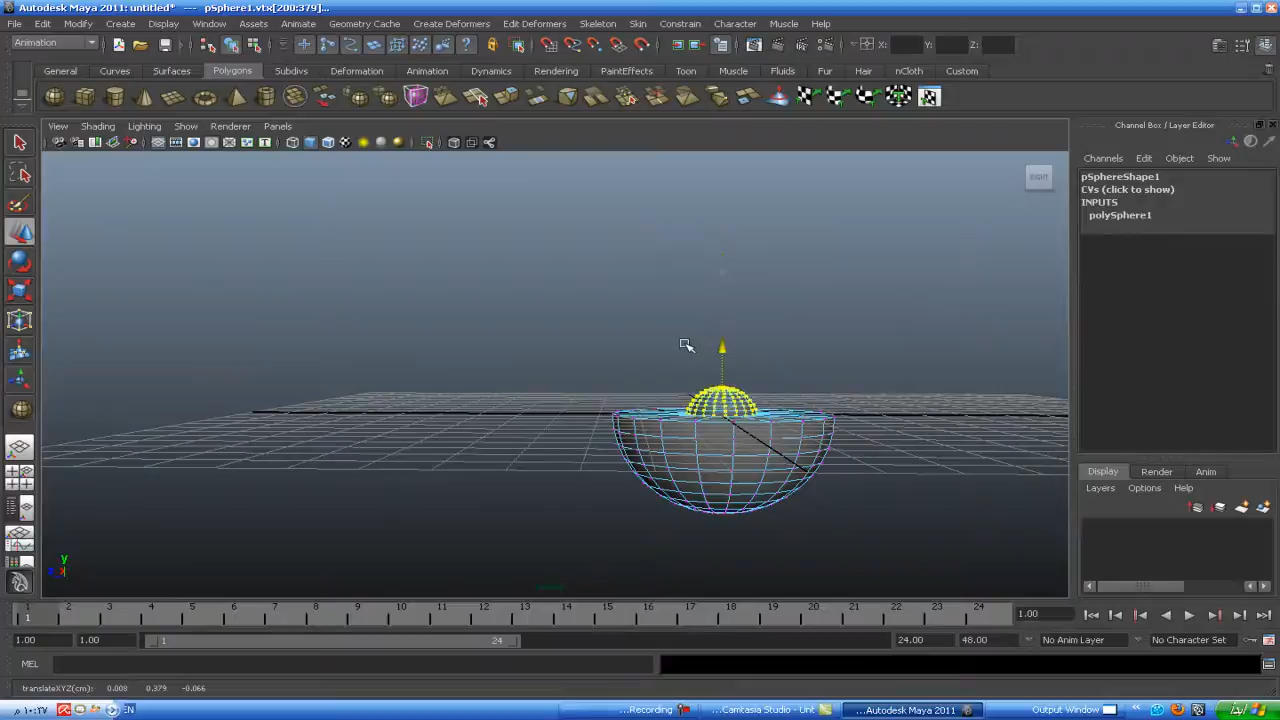 Autodesk Maya 2011: untitled* --- pSphere1.vtx[200:379]...
File Edit Modify Create Display Window Assets Animate Geometry Cache Create Deformers Edit Deformers Skeleton Skin Constrain Character Muscle Help
Animation X: Y: Z:
General Curves Surfaces Polygons Subdivs Deformation Animation Dynamics Rendering PaintEffects Toon Muscle Fluids Fur Hair nCloth Custom
View Shading Lighting Show Renderer Panels
Channel Box / Layer Editor
Channels Edit Object Show
RIGHT
pSphereShape1
CVs (click to show)
INPUTS
polySphere1
Display Render Anim
Layers Options Help
y
1 2 3 4 5 6 7 8 9 10 11 12 13 14 15 16 17 18 19 20 21 22 23 24
1 1.00
1.00 1.00 1 24 24.00 48.00 No Anim Layer No Character Set
MEL
translateXYZ(cm): 0.008 0.379 -0.066
م ١٠:٢٧ EN ...Recording ...Camtasia Studio - Unt ...Autodesk Maya 2011 Output Window ابدأ